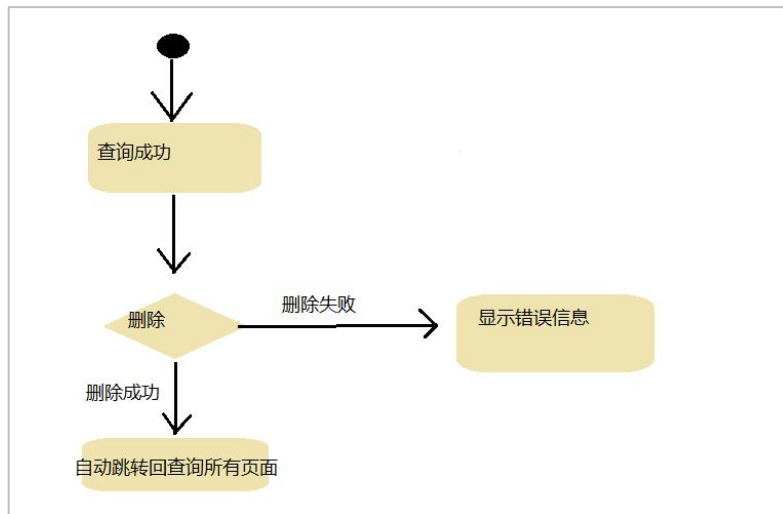 查询成功
删除
删除失败
显示错误信息
删除成功
自动跳转回查询所有页面